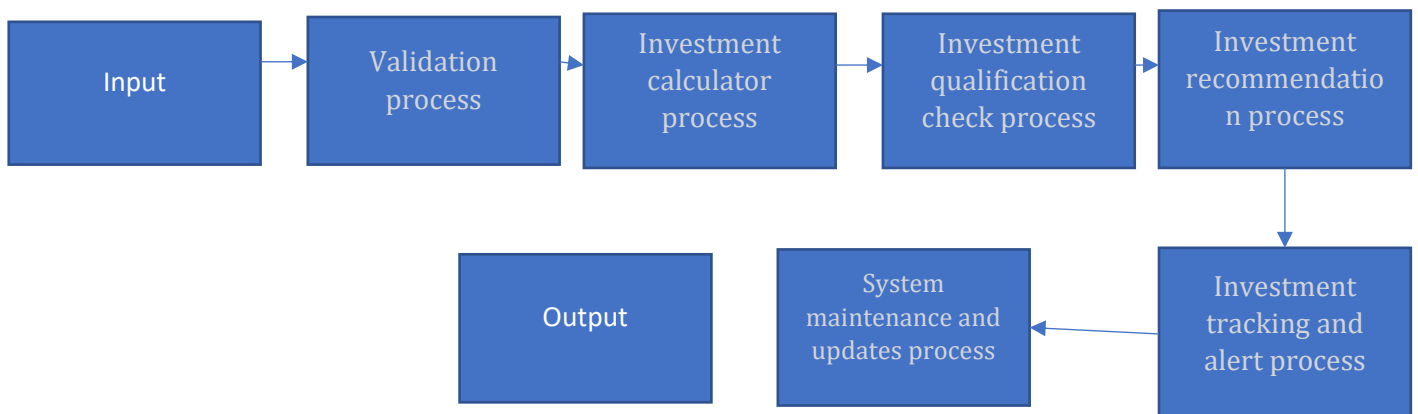 Input
Validation
process
Investment
calculator
process
Investment
qualification
check process
Investment
recommendatio
n process
Output
System
maintenance and
updates process
Investment
tracking and
alert process